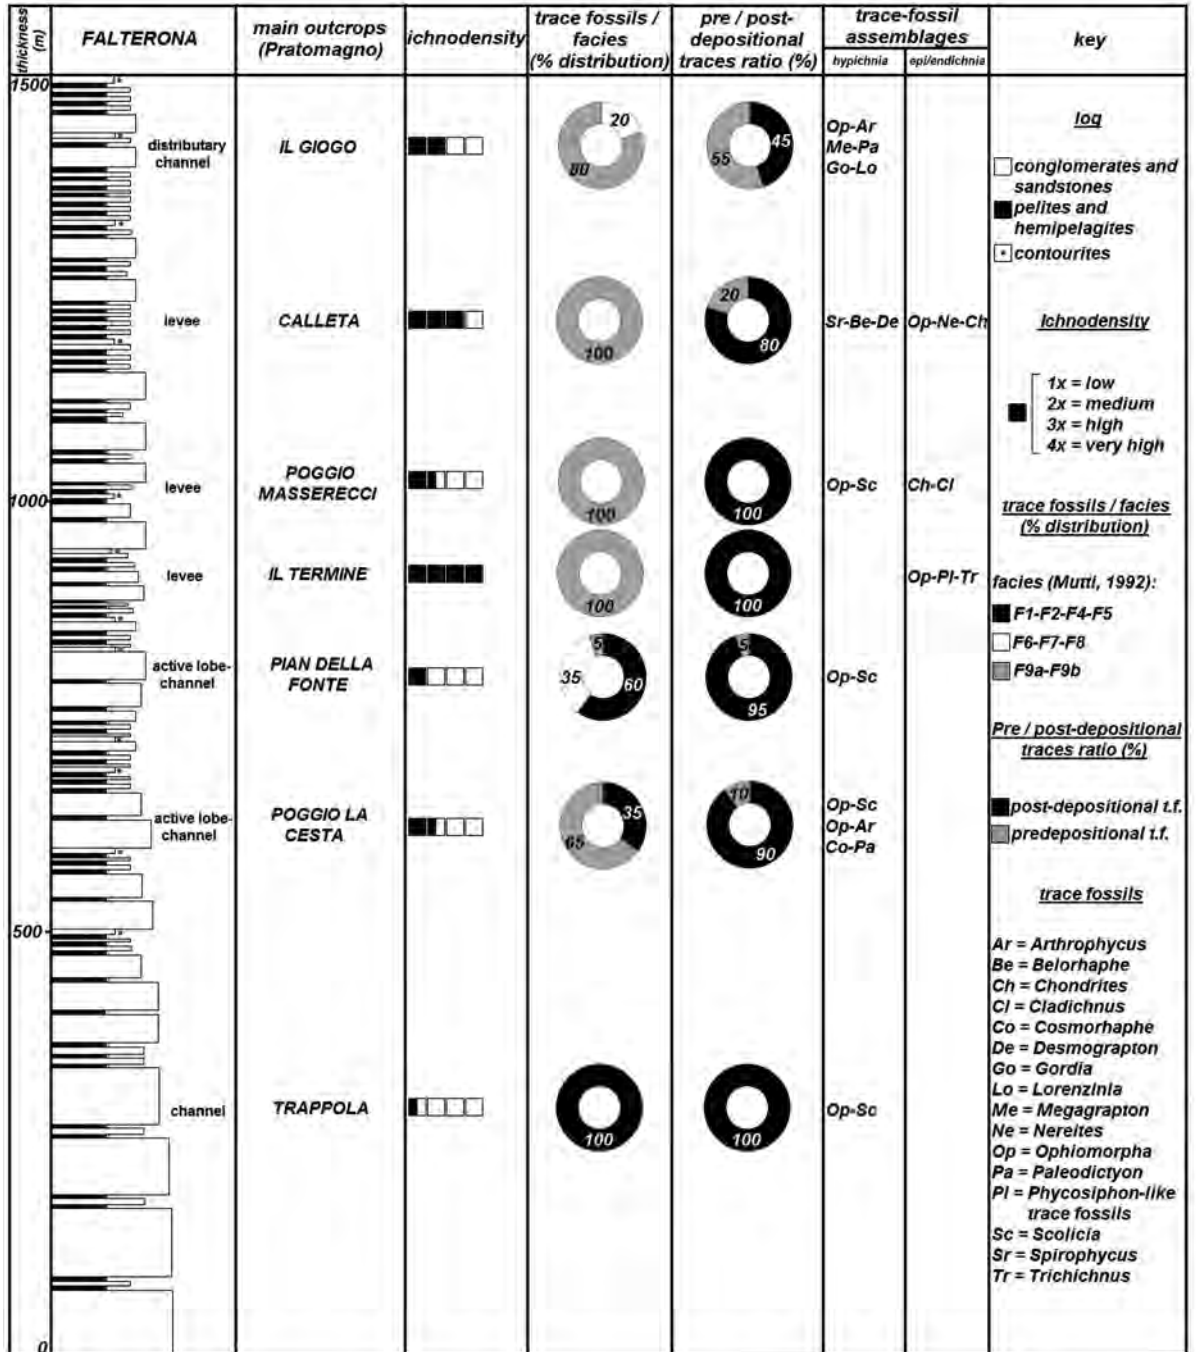 thickness (m)
FALTERONA
main outcrops
(Pratomagno)
ichnodensity
trace fossils /
facies
(% distribution)
pre / post-
depositional
traces ratio (%)
trace-fossil
assemblages
hypichnia
epi/endichnia
key
1500
distributary
channel
IL GIOGO
20
80
45
55
Op-Ar
Me-Pa
Go-Lo
levee
CALLETA
100
20
80
Sr-Be-De
Op-Ne-Ch
1000
levee
POGGIO
MASSERECCI
100
100
Op-Sc
Ch-Cl
levee
IL TERMINE
100
100
Op-Pl-Tr
active lobe-
channel
PIAN DELLA
FONTE
5
35
60
5
95
Op-Sc
active lobe-
channel
POGGIO LA
CESTA
35
65
10
90
Op-Sc
Op-Ar
Co-Pa
500
channel
TRAPPOLA
100
100
Op-Sc
0
log
conglomerates and
sandstones
pelites and
hemipelagites
contourites
Ichnodensity
1x = low
2x = medium
3x = high
4x = very high
trace fossils / facies
(% distribution)
facies (Mutti, 1992):
F1-F2-F4-F5
F6-F7-F8
F9a-F9b
Pre / post-depositional
traces ratio (%)
post-depositional t.f.
predepositional t.f.
trace fossils
Ar = Arthrophycus
Be = Belorhaphe
Ch = Chondrites
Cl = Cladichnus
Co = Cosmorhaphe
De = Desmograpton
Go = Gordia
Lo = Lorenzinia
Me = Megagrapton
Ne = Nereites
Op = Ophiomorpha
Pa = Paleodictyon
Pl = Phycosiphon-like
trace fossils
Sc = Scolicia
Sr = Spirophycus
Tr = Trichichnus